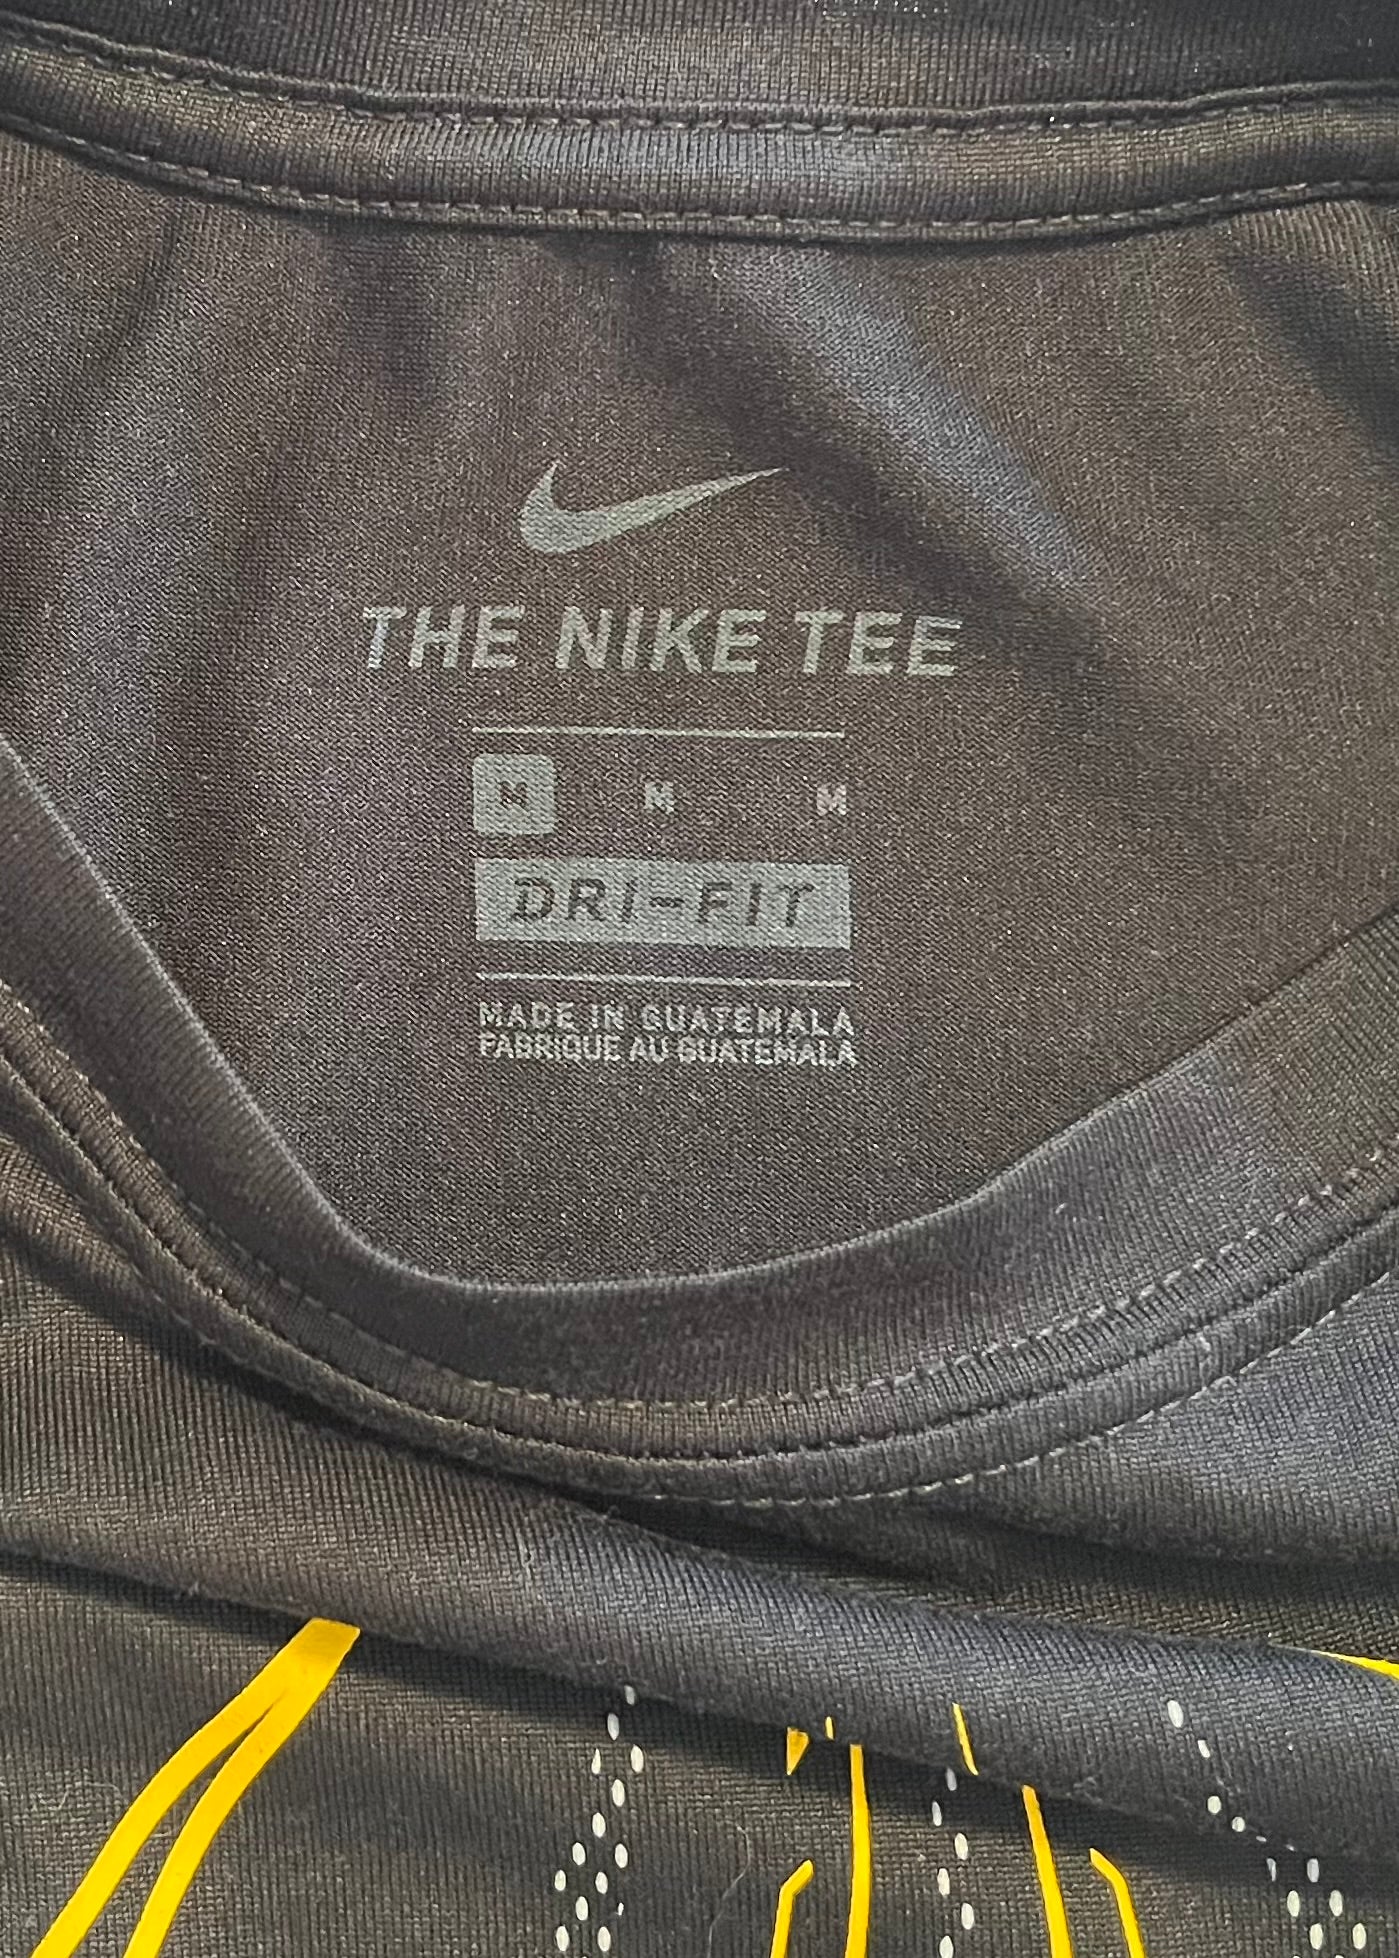 THE NIKE TEE
M M M
DRI-FIT
MADE IN GUATEMALA
FABRIQUE AU GUATEMALA